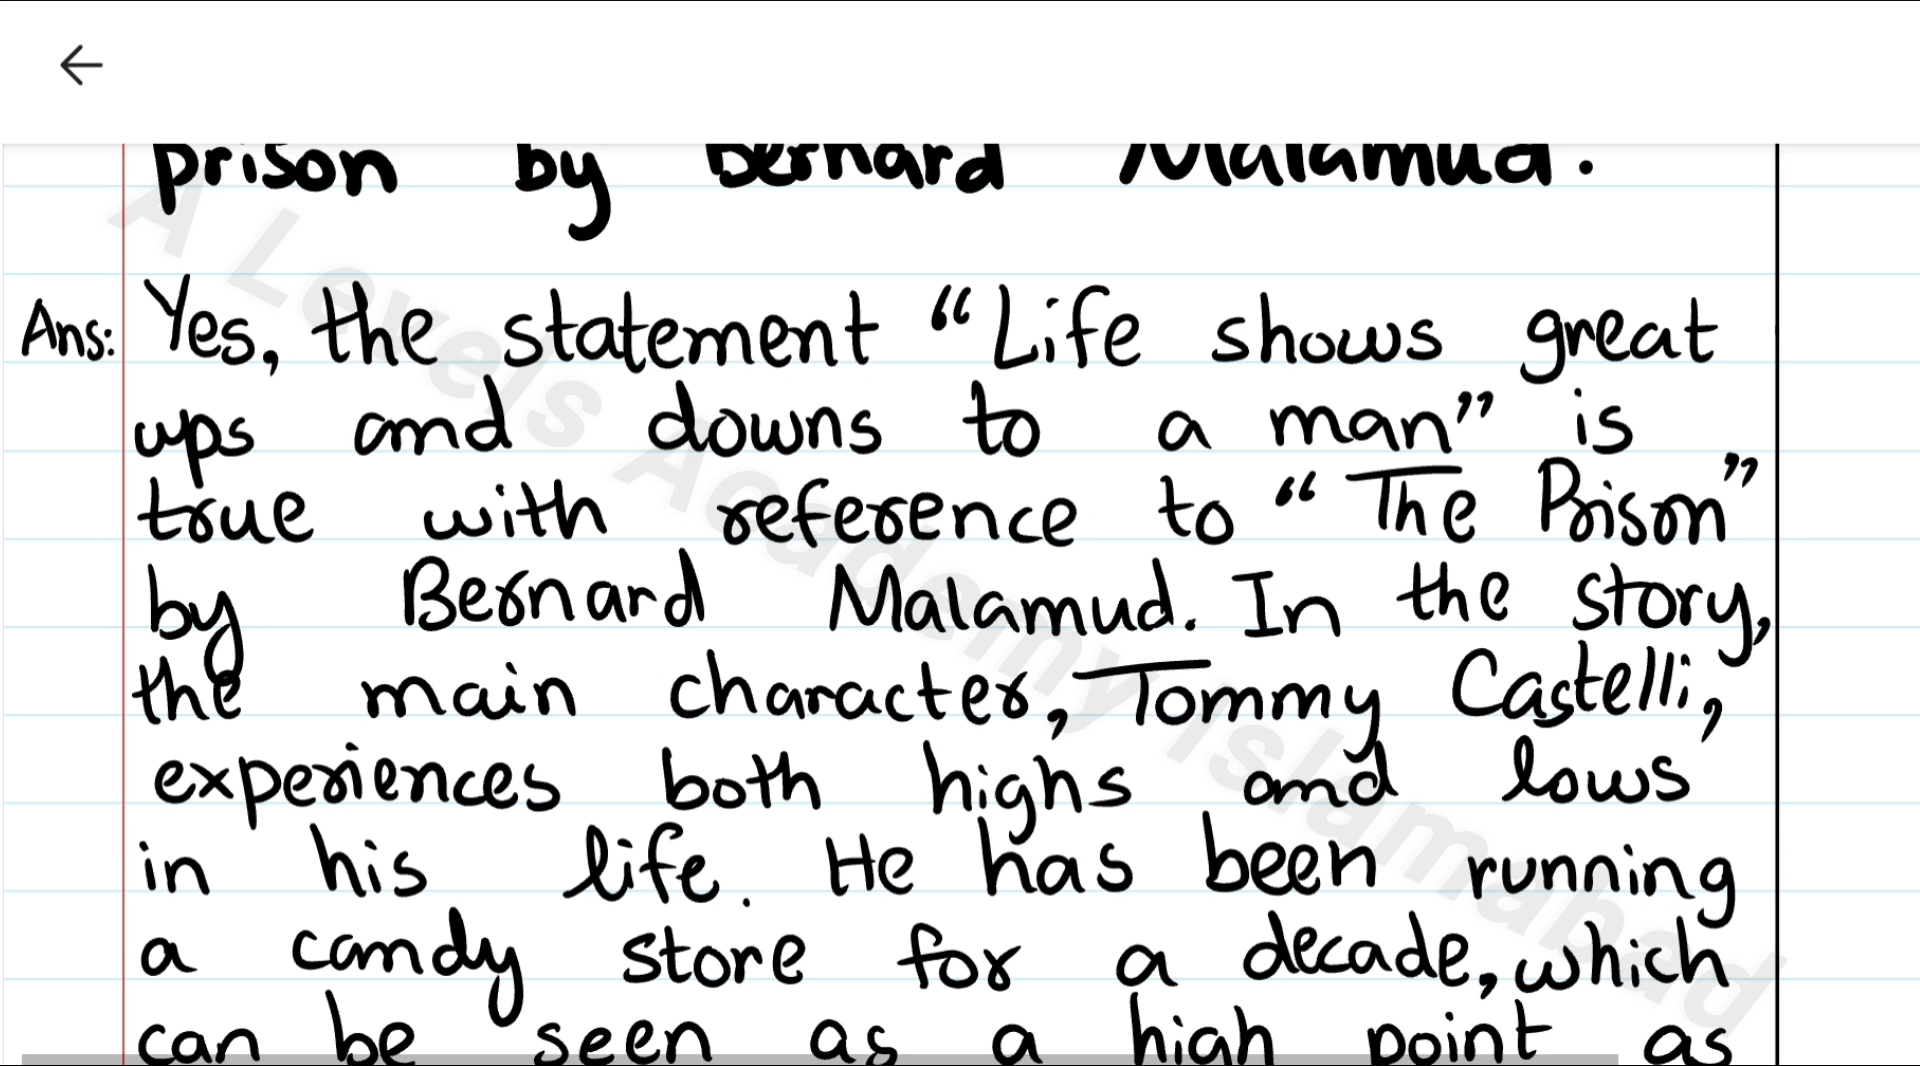 prison by Bernard Malamud.
Ans: Yes, the statement “Life shows great
ups and downs to a man” is
true with reference to “The Prison”
by Bernard Malamud. In the story,
the main character, Tommy Castelli,
experiences both highs and lows
in his life. He has been running
a candy store for a decade, which
can be seen as a high point as
A Levels Academy Islamabad